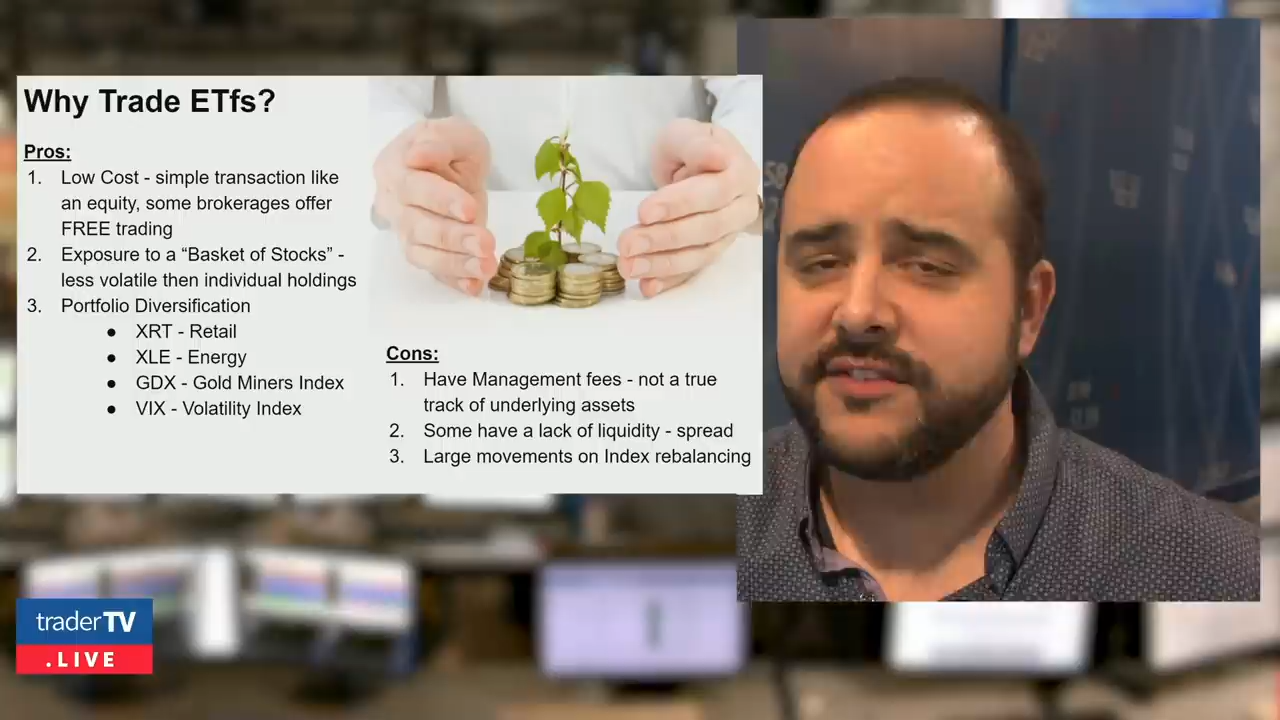 Why Trade ETfs?
Pros:
1. Low Cost - simple transaction like
an equity, some brokerages offer
FREE trading
2. Exposure to a “Basket of Stocks” -
less volatile then individual holdings
3. Portfolio Diversification
● XRT - Retail
● XLE - Energy
● GDX - Gold Miners Index
● VIX - Volatility Index
Cons:
1. Have Management fees - not a true
track of underlying assets
2. Some have a lack of liquidity - spread
3. Large movements on Index rebalancing
traderTV
.LIVE